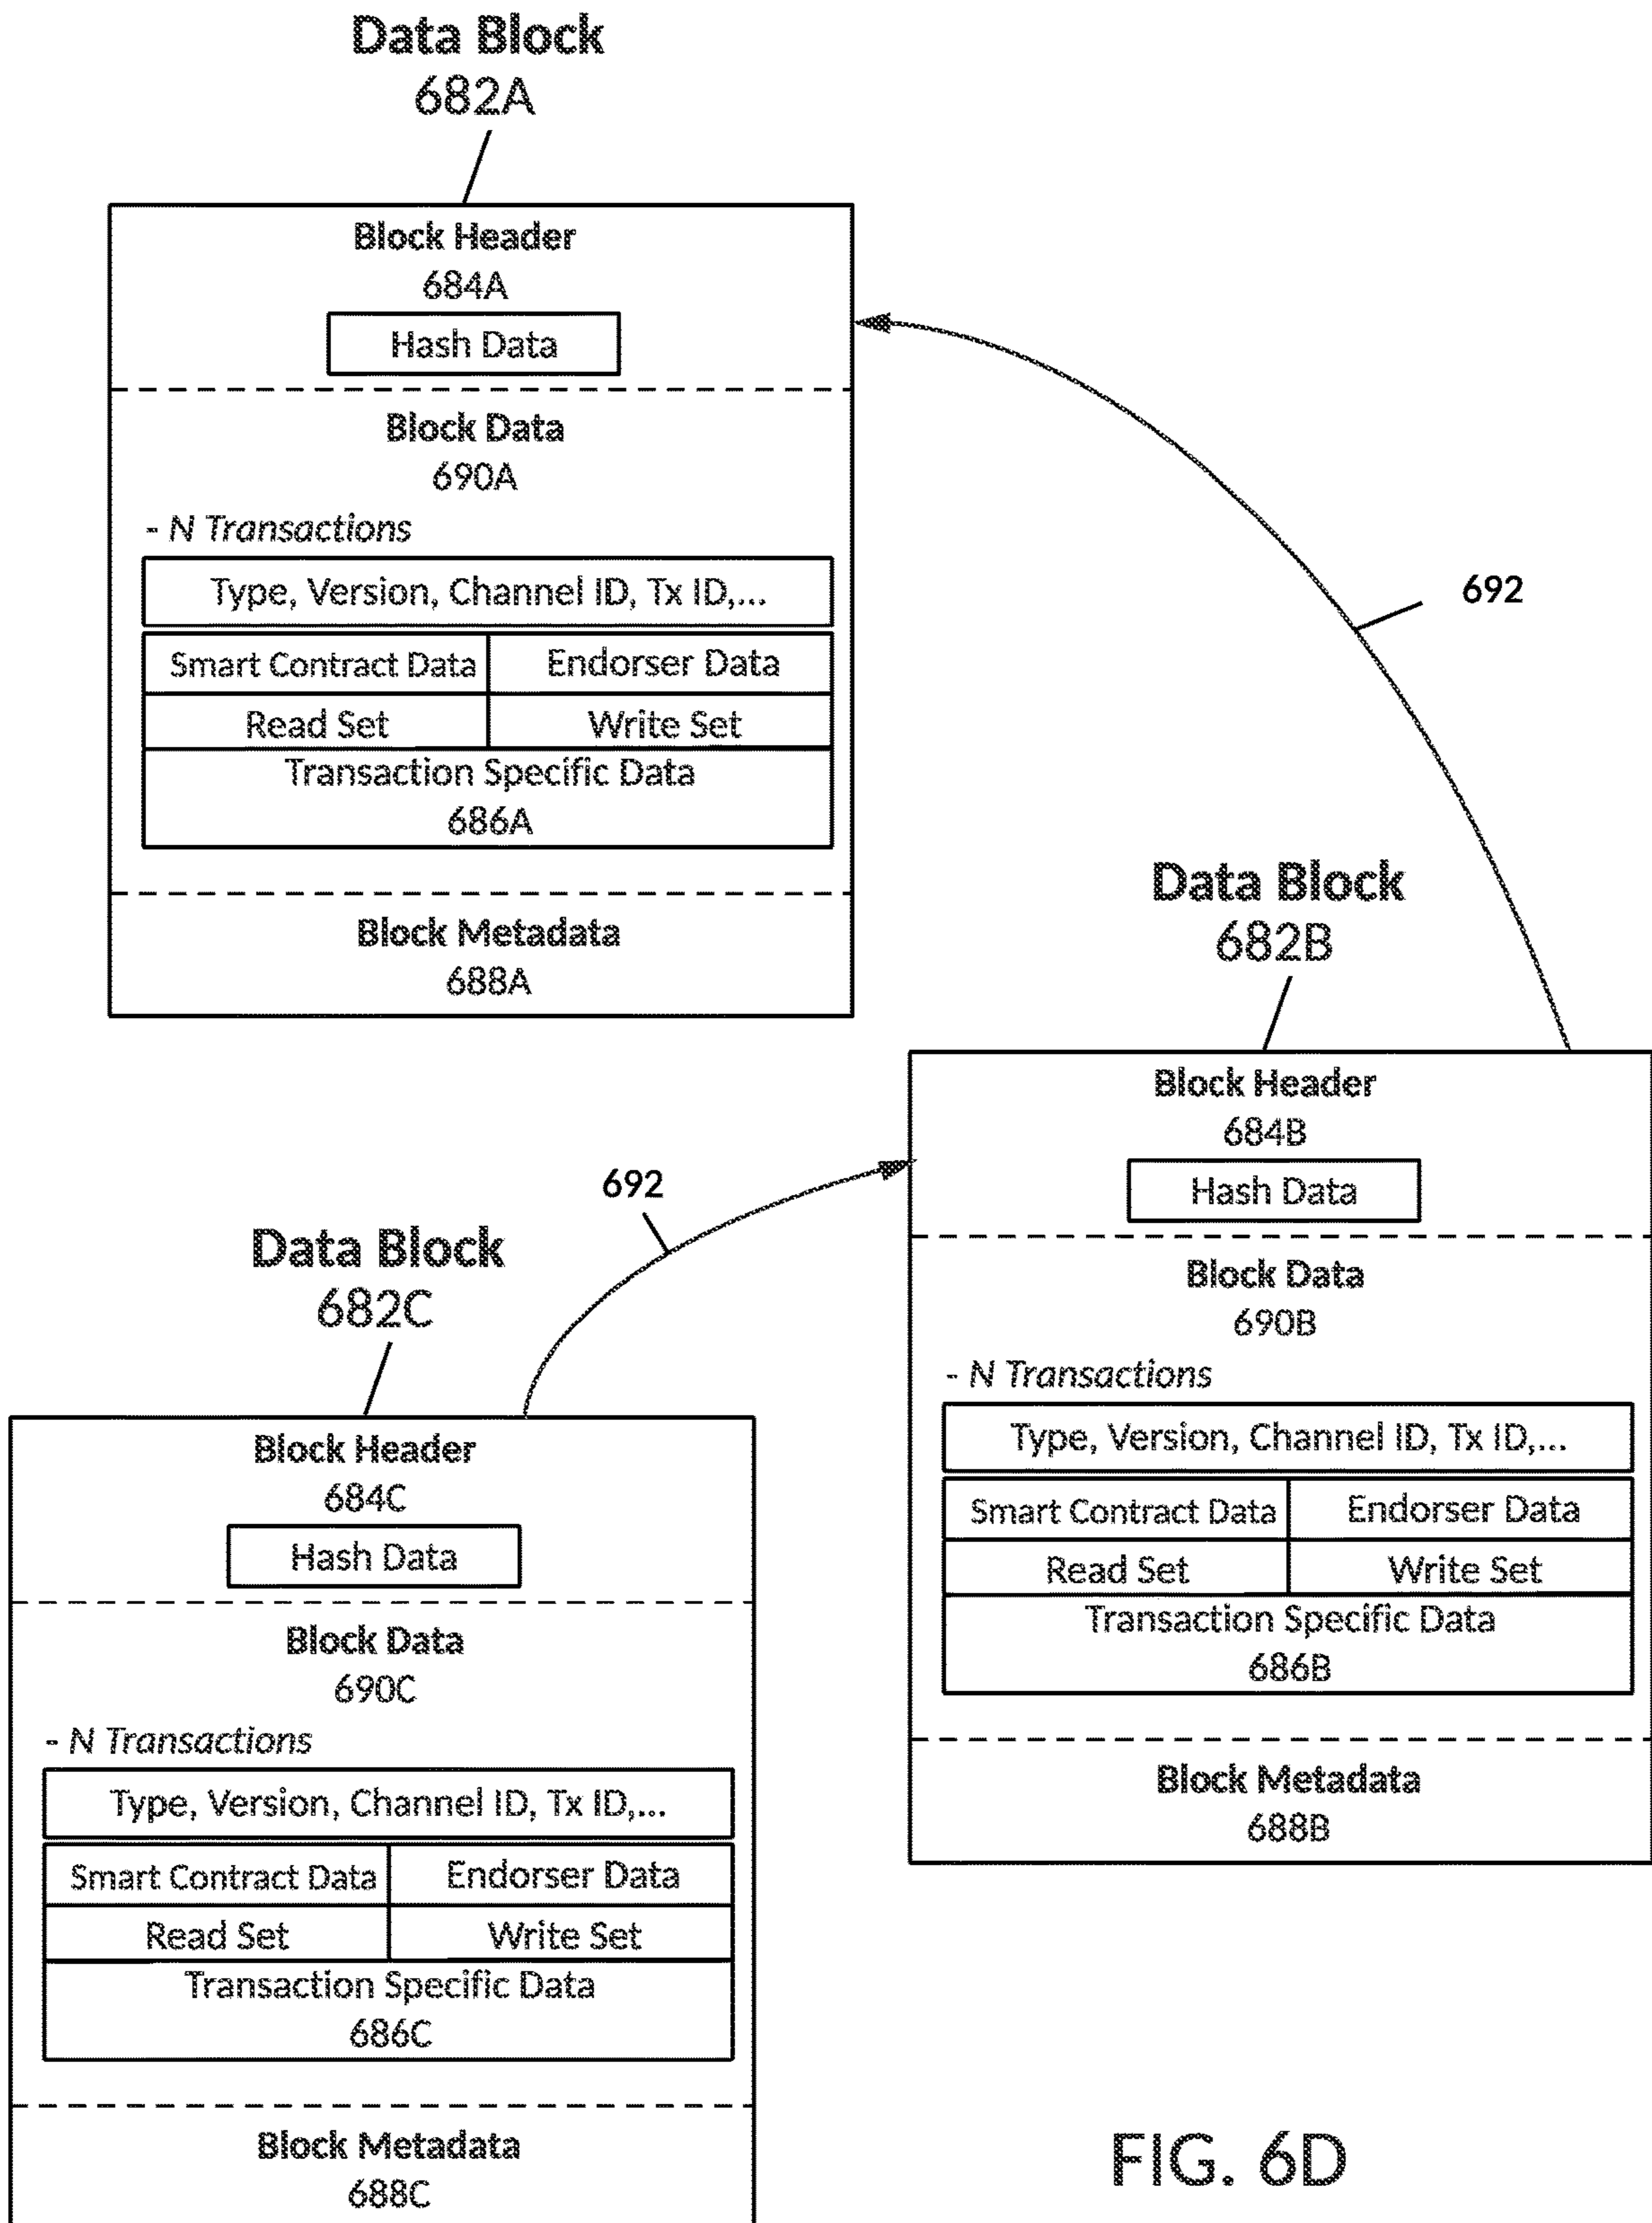 Data Block
682A
Block Header
684A
Hash Data
Block Data
690A
- N Transactions
Type, Version, Channel ID, Tx ID,...
Smart Contract Data Endorser Data
Read Set Write Set
Transaction Specific Data
686A
Block Metadata
688A
692
Data Block
682B
Block Header
684B
Hash Data
Block Data
690B
- N Transactions
Type, Version, Channel ID, Tx ID,...
Smart Contract Data Endorser Data
Read Set Write Set
Transaction Specific Data
686B
Block Metadata
688B
692
Data Block
682C
Block Header
684C
Hash Data
Block Data
690C
- N Transactions
Type, Version, Channel ID, Tx ID,...
Smart Contract Data Endorser Data
Read Set Write Set
Transaction Specific Data
686C
Block Metadata
688C
FIG. 6D